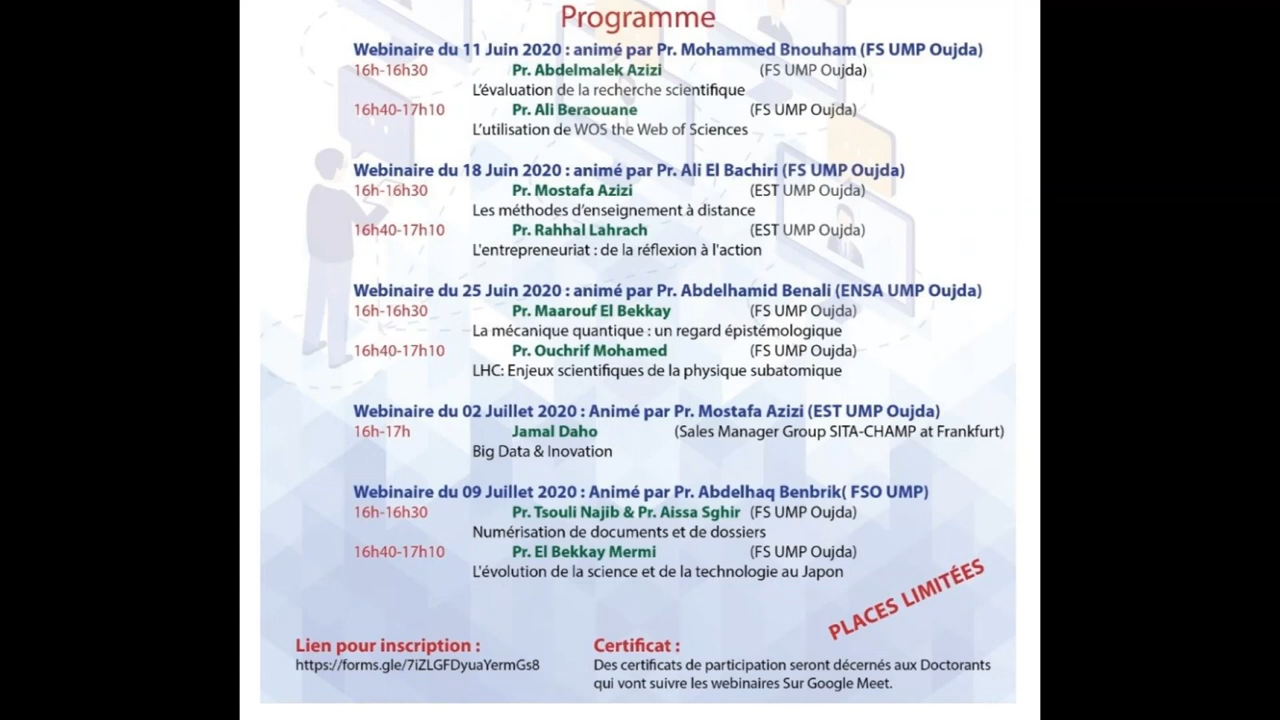 Programme
Webinaire du 11 Juin 2020 : animé par Pr. Mohammed Bnouham (FS UMP Oujda)
16h-16h30 Pr. Abdelmalek Azizi (FS UMP Oujda)
L'évaluation de la recherche scientifique
16h40-17h10 Pr. Ali Beraouane (FS UMP Oujda)
L'utilisation de WOS the Web of Sciences
Webinaire du 18 Juin 2020 : animé par Pr. Ali El Bachiri (FS UMP Oujda)
16h-16h30 Pr. Mostafa Azizi (EST UMP Oujda)
Les méthodes d'enseignement à distance
16h40-17h10 Pr. Rahhal Lahrach (EST UMP Oujda)
L'entrepreneuriat : de la réflexion à l'action
Webinaire du 25 Juin 2020 : animé par Pr. Abdelhamid Benali (ENSA UMP Oujda)
16h-16h30 Pr. Maarouf El Bekkay (FS UMP Oujda)
La mécanique quantique : un regard épistémologique
16h40-17h10 Pr. Ouchrif Mohamed (FS UMP Oujda)
LHC: Enjeux scientifiques de la physique subatomique
Webinaire du 02 Juillet 2020 : Animé par Pr. Mostafa Azizi (EST UMP Oujda)
16h-17h Jamal Daho (Sales Manager Group SITA-CHAMP at Frankfurt)
Big Data & Inovation
Webinaire du 09 Juillet 2020 : Animé par Pr. Abdelhaq Benbrik( FSO UMP)
16h-16h30 Pr. Tsouli Najib & Pr. Aissa Sghir (FS UMP Oujda)
Numérisation de documents et de dossiers
16h40-17h10 Pr. El Bekkay Mermi (FS UMP Oujda)
L'évolution de la science et de la technologie au Japon
PLACES LIMITÉES
Lien pour inscription :
https://forms.gle/7iZLGFDyuaYermGs8
Certificat :
Des certificats de participation seront décernés aux Doctorants
qui vont suivre les webinaires Sur Google Meet.